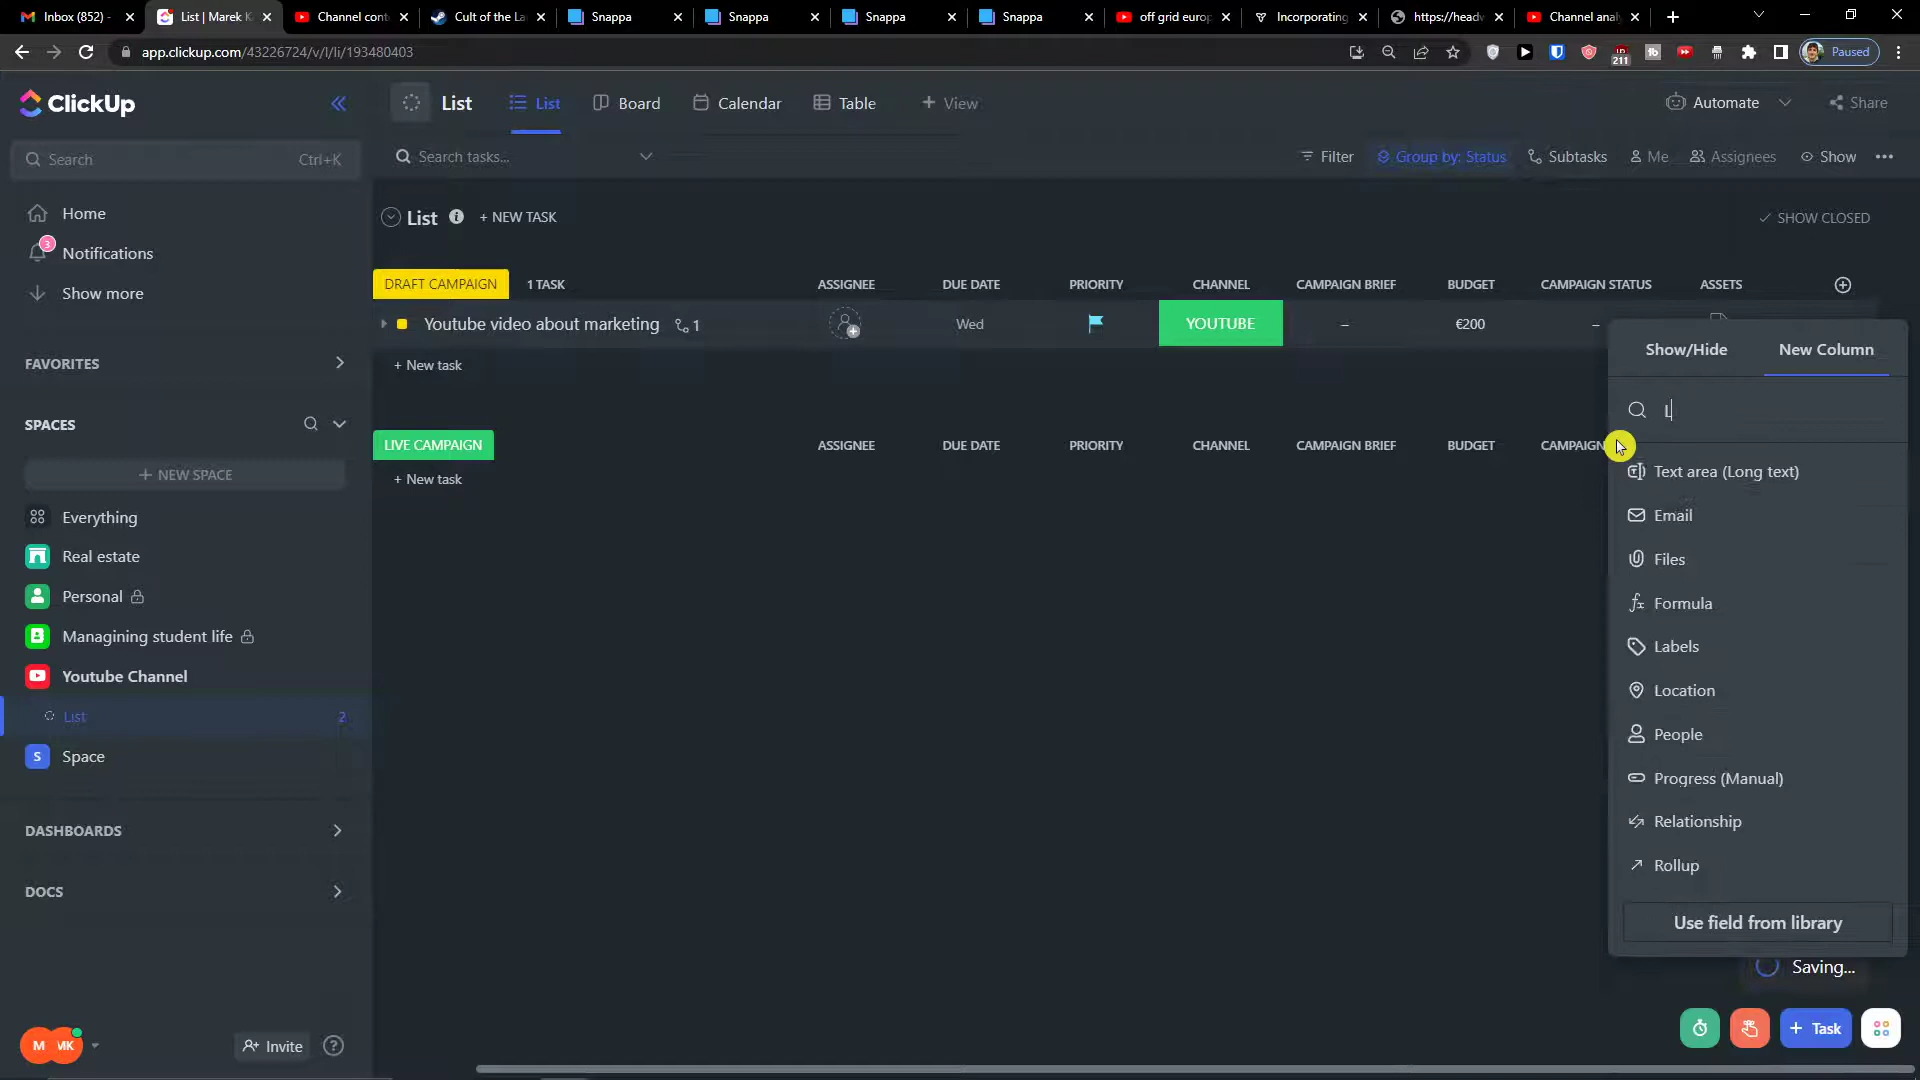 Inbox (852) -
List | Marek K
Channel cont
Cult of the La
Snappa
Snappa
Snappa
Snappa
off grid europ
Incorporating
https://headw
Channel analy
app.clickup.com/43226724/v/l/li/193480403
211
fb
Paused
ClickUp
List
List
Board
Calendar
Table
+ View
Automate
Share
Search
Ctrl+K
Search tasks...
Filter
Group by: Status
Subtasks
Me
Assignees
Show
Home
3
Notifications
Show more
FAVORITES
SPACES
+ NEW SPACE
Everything
Real estate
Personal
Managining student life
Youtube Channel
List
2
S
Space
DASHBOARDS
DOCS
M
MK
Invite
?
List
+ NEW TASK
SHOW CLOSED
DRAFT CAMPAIGN
1 TASK
ASSIGNEE
DUE DATE
PRIORITY
CHANNEL
CAMPAIGN BRIEF
BUDGET
CAMPAIGN STATUS
ASSETS
Youtube video about marketing
1
Wed
YOUTUBE
–
€200
–
+ New task
LIVE CAMPAIGN
ASSIGNEE
DUE DATE
PRIORITY
CHANNEL
CAMPAIGN BRIEF
BUDGET
CAMPAIGN
+ New task
Show/Hide
New Column
L
Text area (Long text)
Email
Files
Formula
Labels
Location
People
Progress (Manual)
Relationship
Rollup
Use field from library
Saving...
+ Task